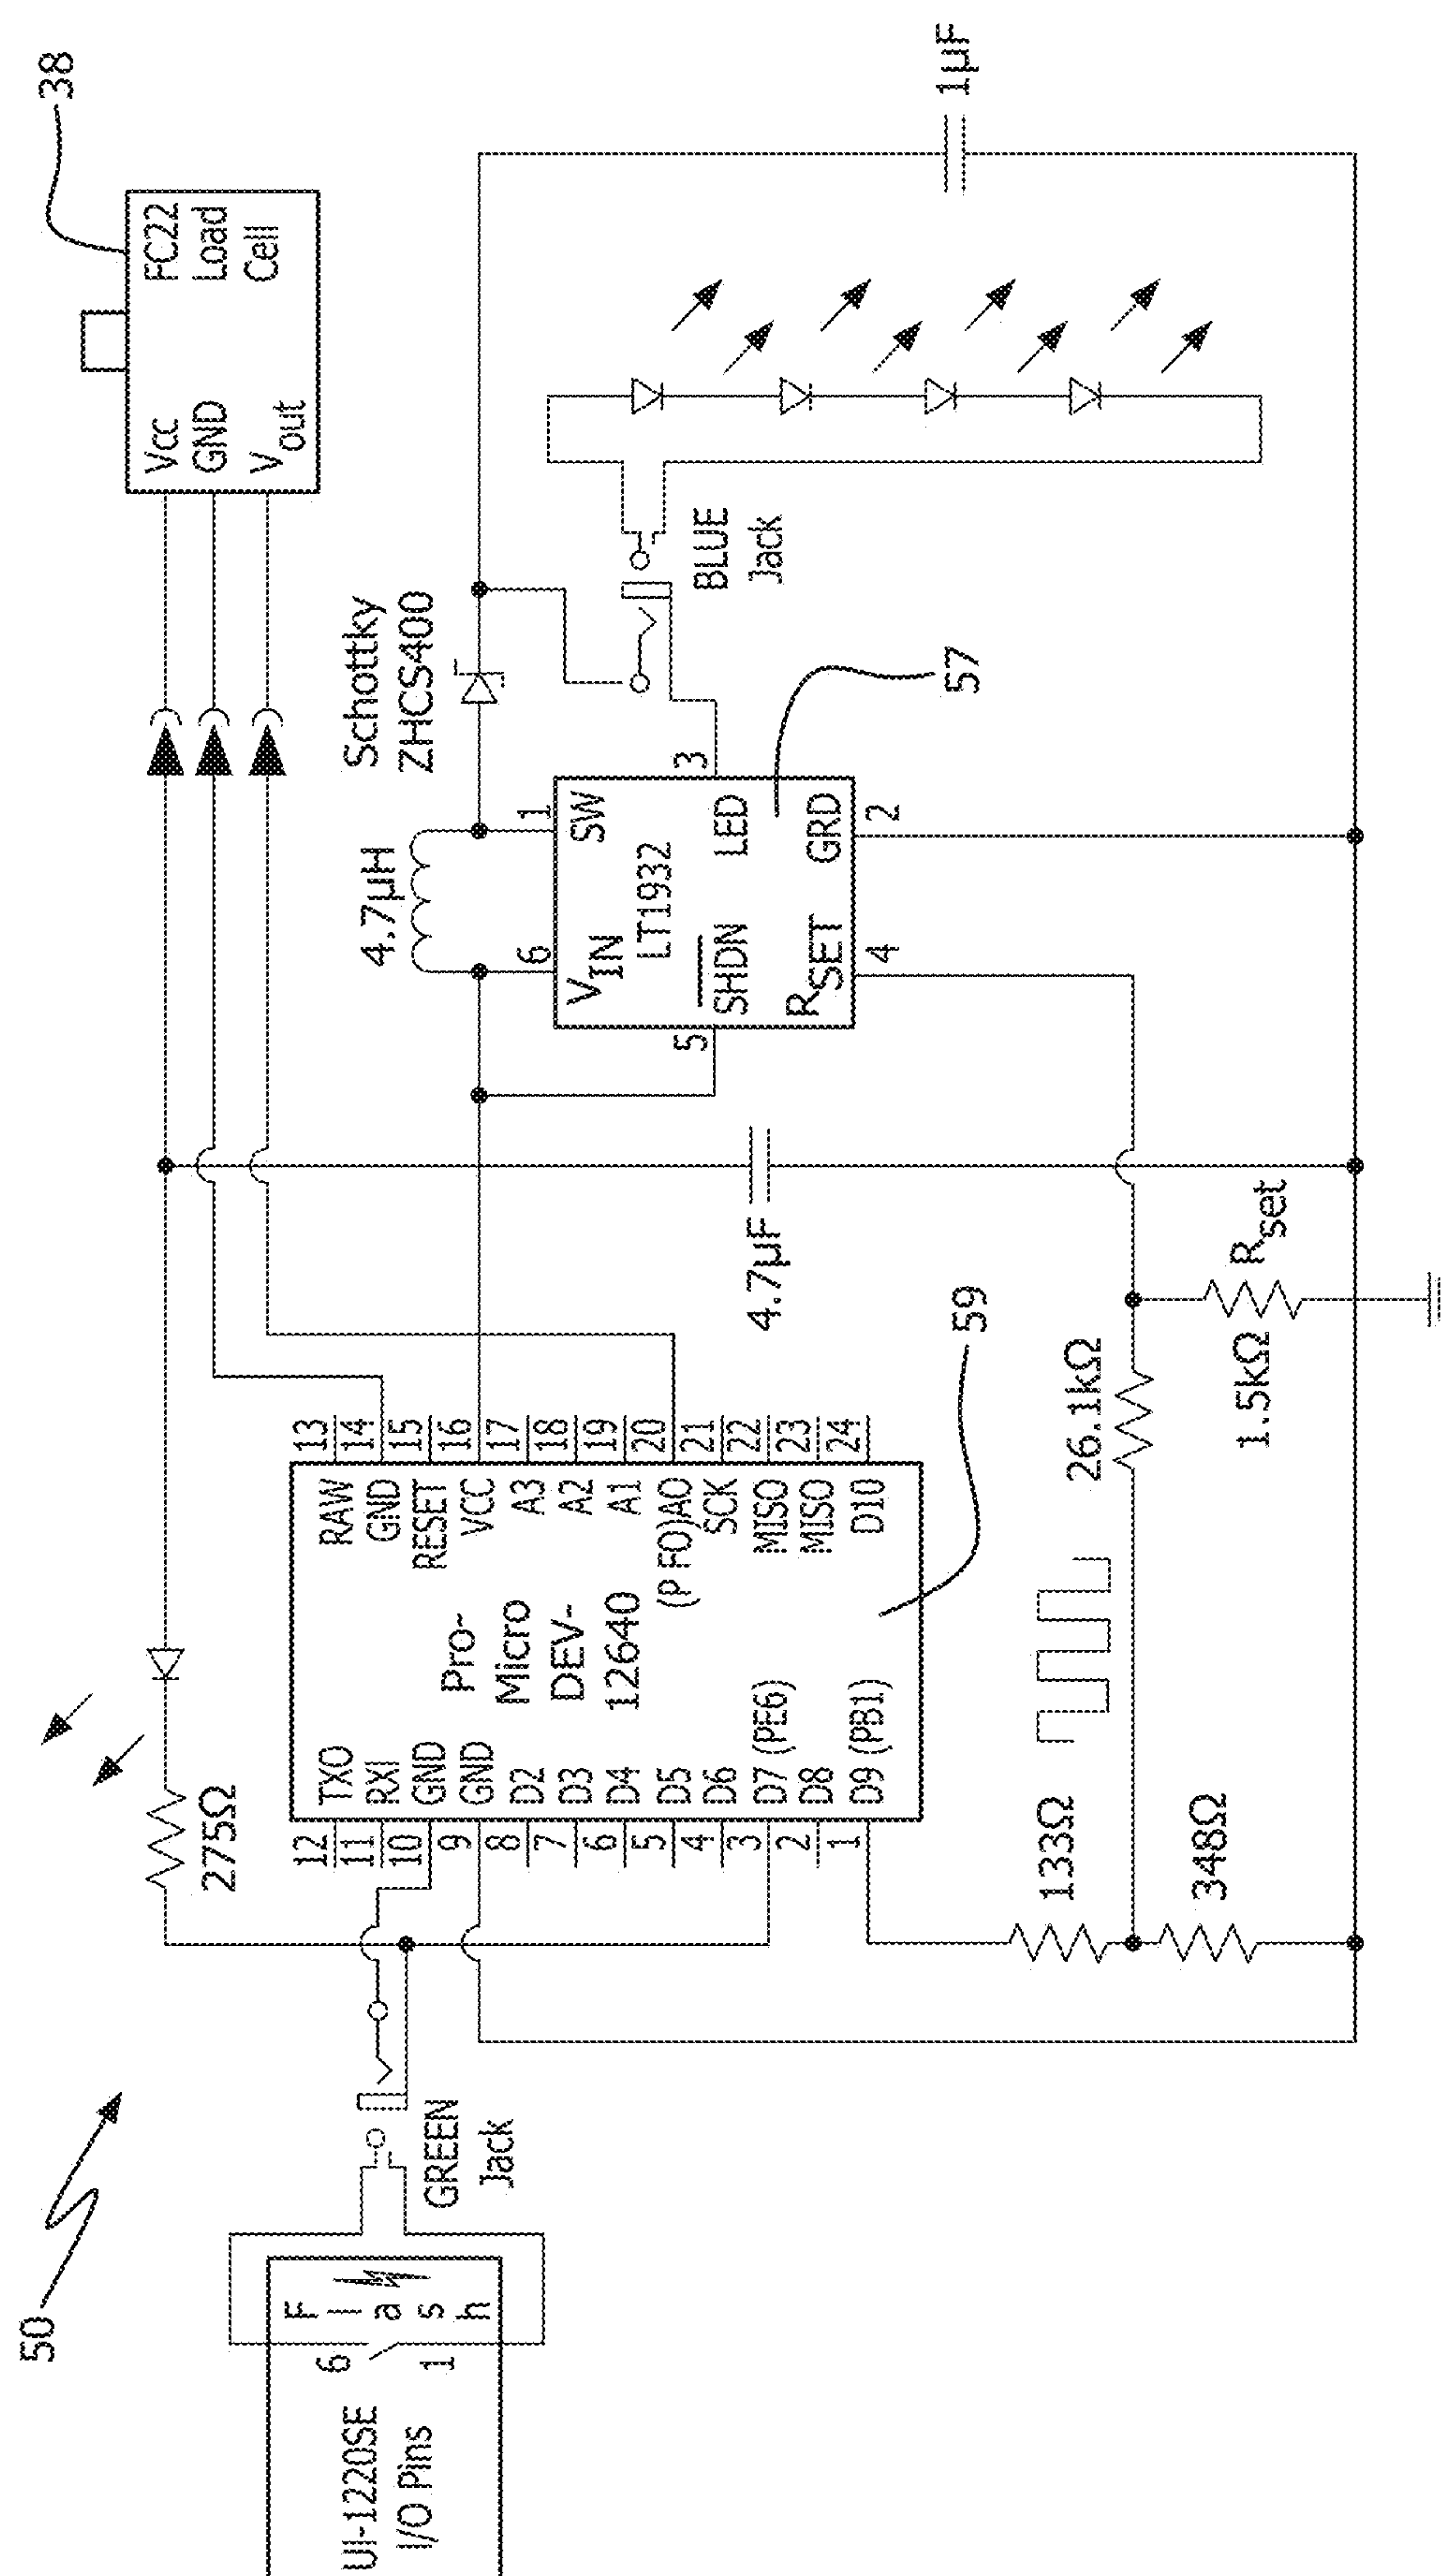 50
UI-1220SE
I/O Pins
6
1
Flash
GREEN
Jack
275Ω
12
11
10
9
8
7
6
5
4
3
2
1
TXO
RXI
GND
GND
D2
D3
D4
D5
D6
D7 (PE6)
D8
D9 (PB1)
Pro-
Micro
DEV-
12640
RAW
GND
RESET
VCC
A3
A2
A1
(P FO)AO
SCK
MISO
MISO
D10
13
14
15
16
17
18
19
20
21
22
23
24
59
133Ω
348Ω
26.1kΩ
1.5kΩ
Rset
4.7µF
4.7µH
Schottky
ZHCS400
6
1
5
3
4
2
VIN
SW
LT1932
SHDN
LED
RSET
GRD
57
BLUE
Jack
Vcc
GND
Vout
FC22
Load
Cell
38
1µF